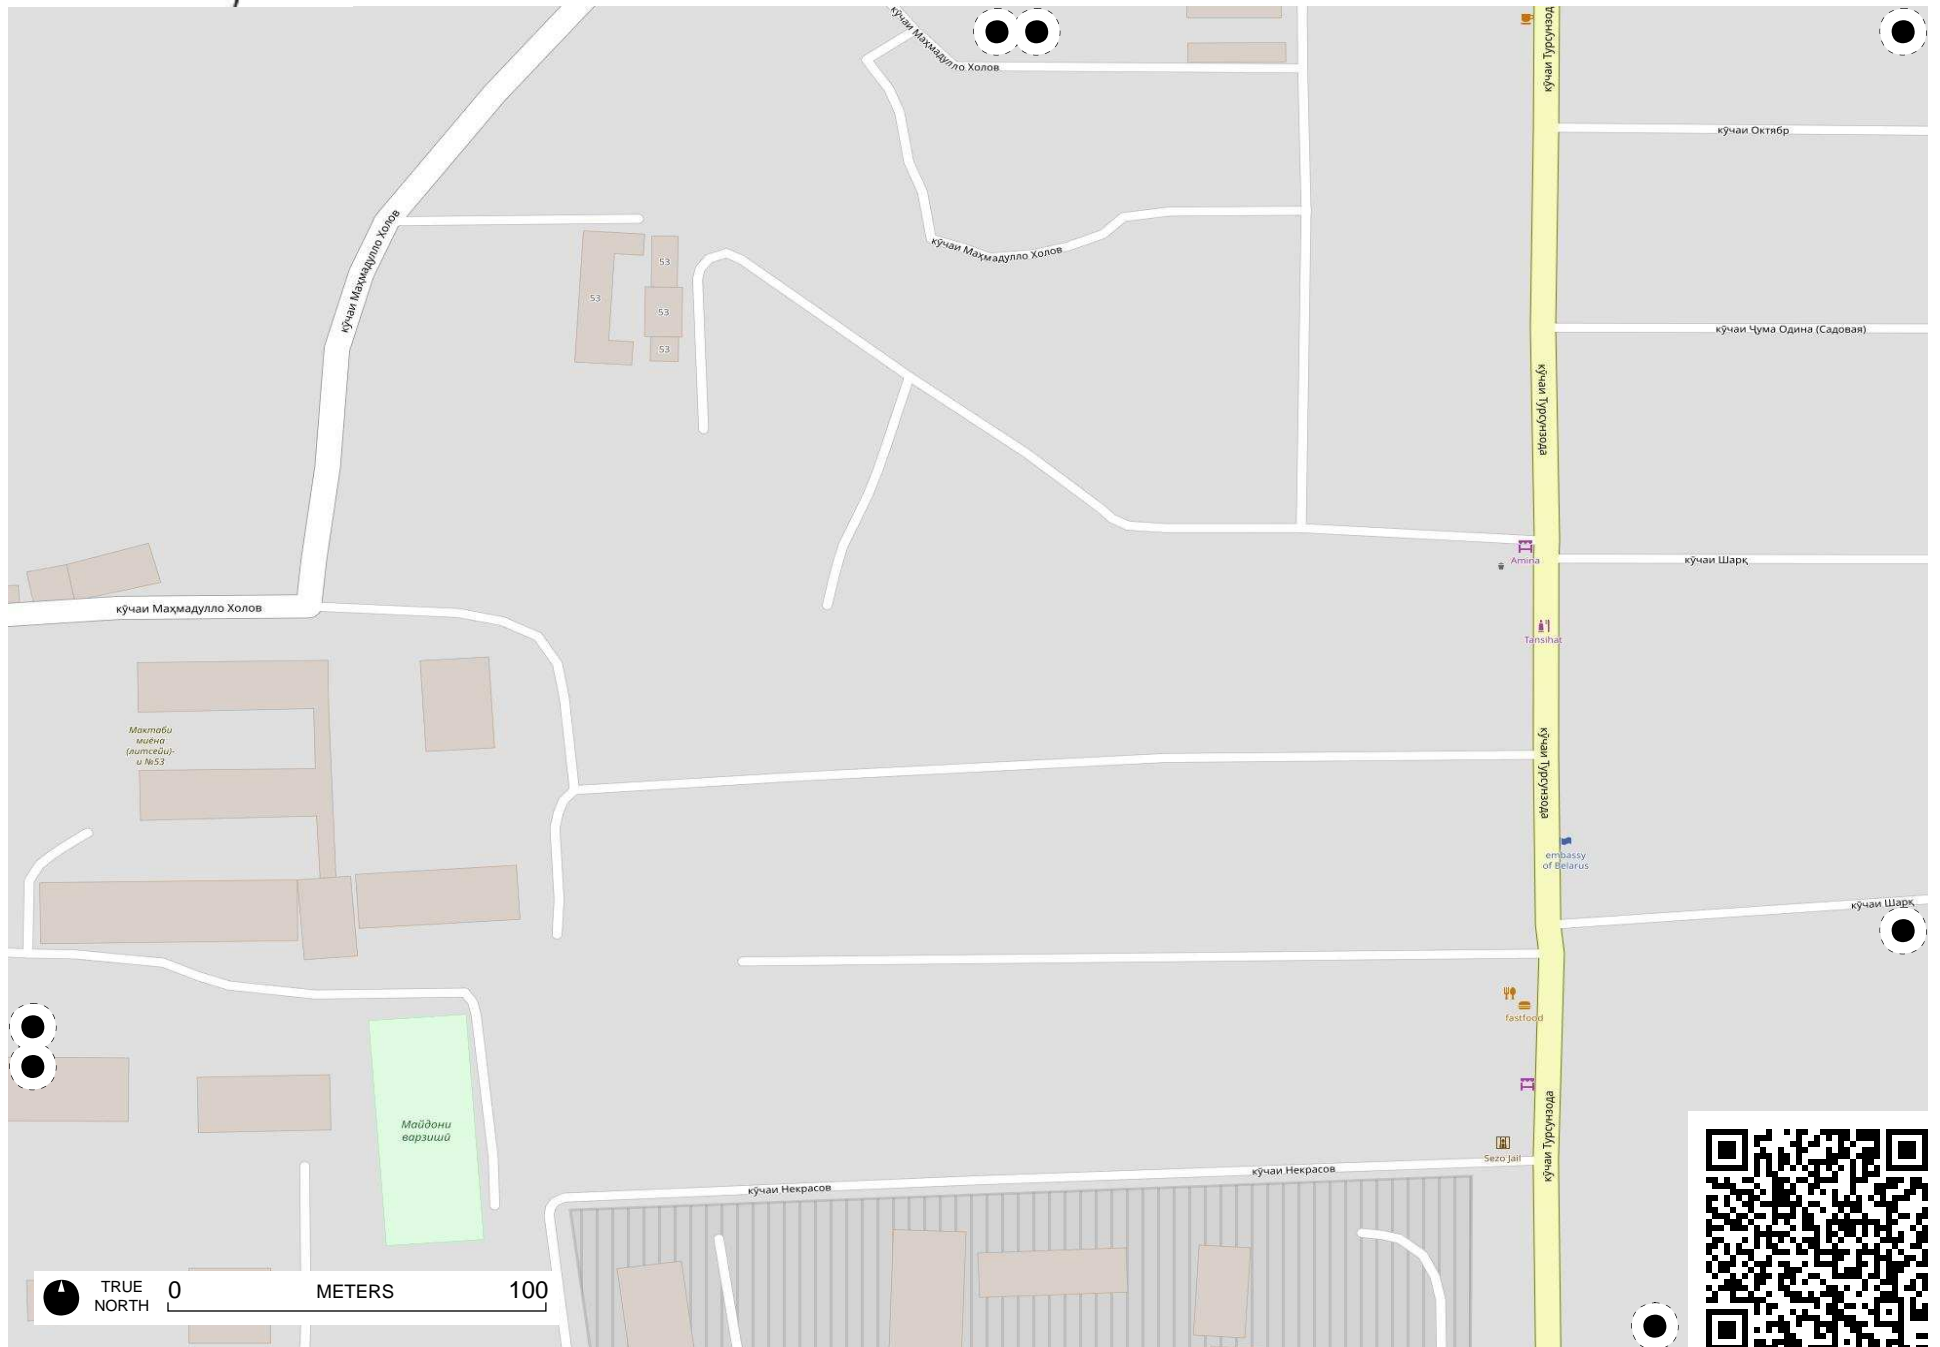 кӯчаи Маҳмадулло Холов
кӯчаи Турсунзод
кӯчаи Октябр
кӯчаи Маҳмадулло Холов
кӯчаи Маҳмадулло Холов
53
53
53
53
кӯчаи Ҷума Одина (Садовая)
кӯчаи Турсунзода
Amina
кӯчаи Шарқ
кӯчаи Маҳмадулло Холов
Tansihat
Мактаби
миёна
(литсейи)-
и №53
кӯчаи Турсунзода
embassy
of Belarus
кӯчаи Шарқ
fastfood
Майдони
варзишӣ
кӯчаи Турсунзода
Sezo Jail
кӯчаи Некрасов
кӯчаи Некрасов
TRUE
NORTH
0 METERS 100